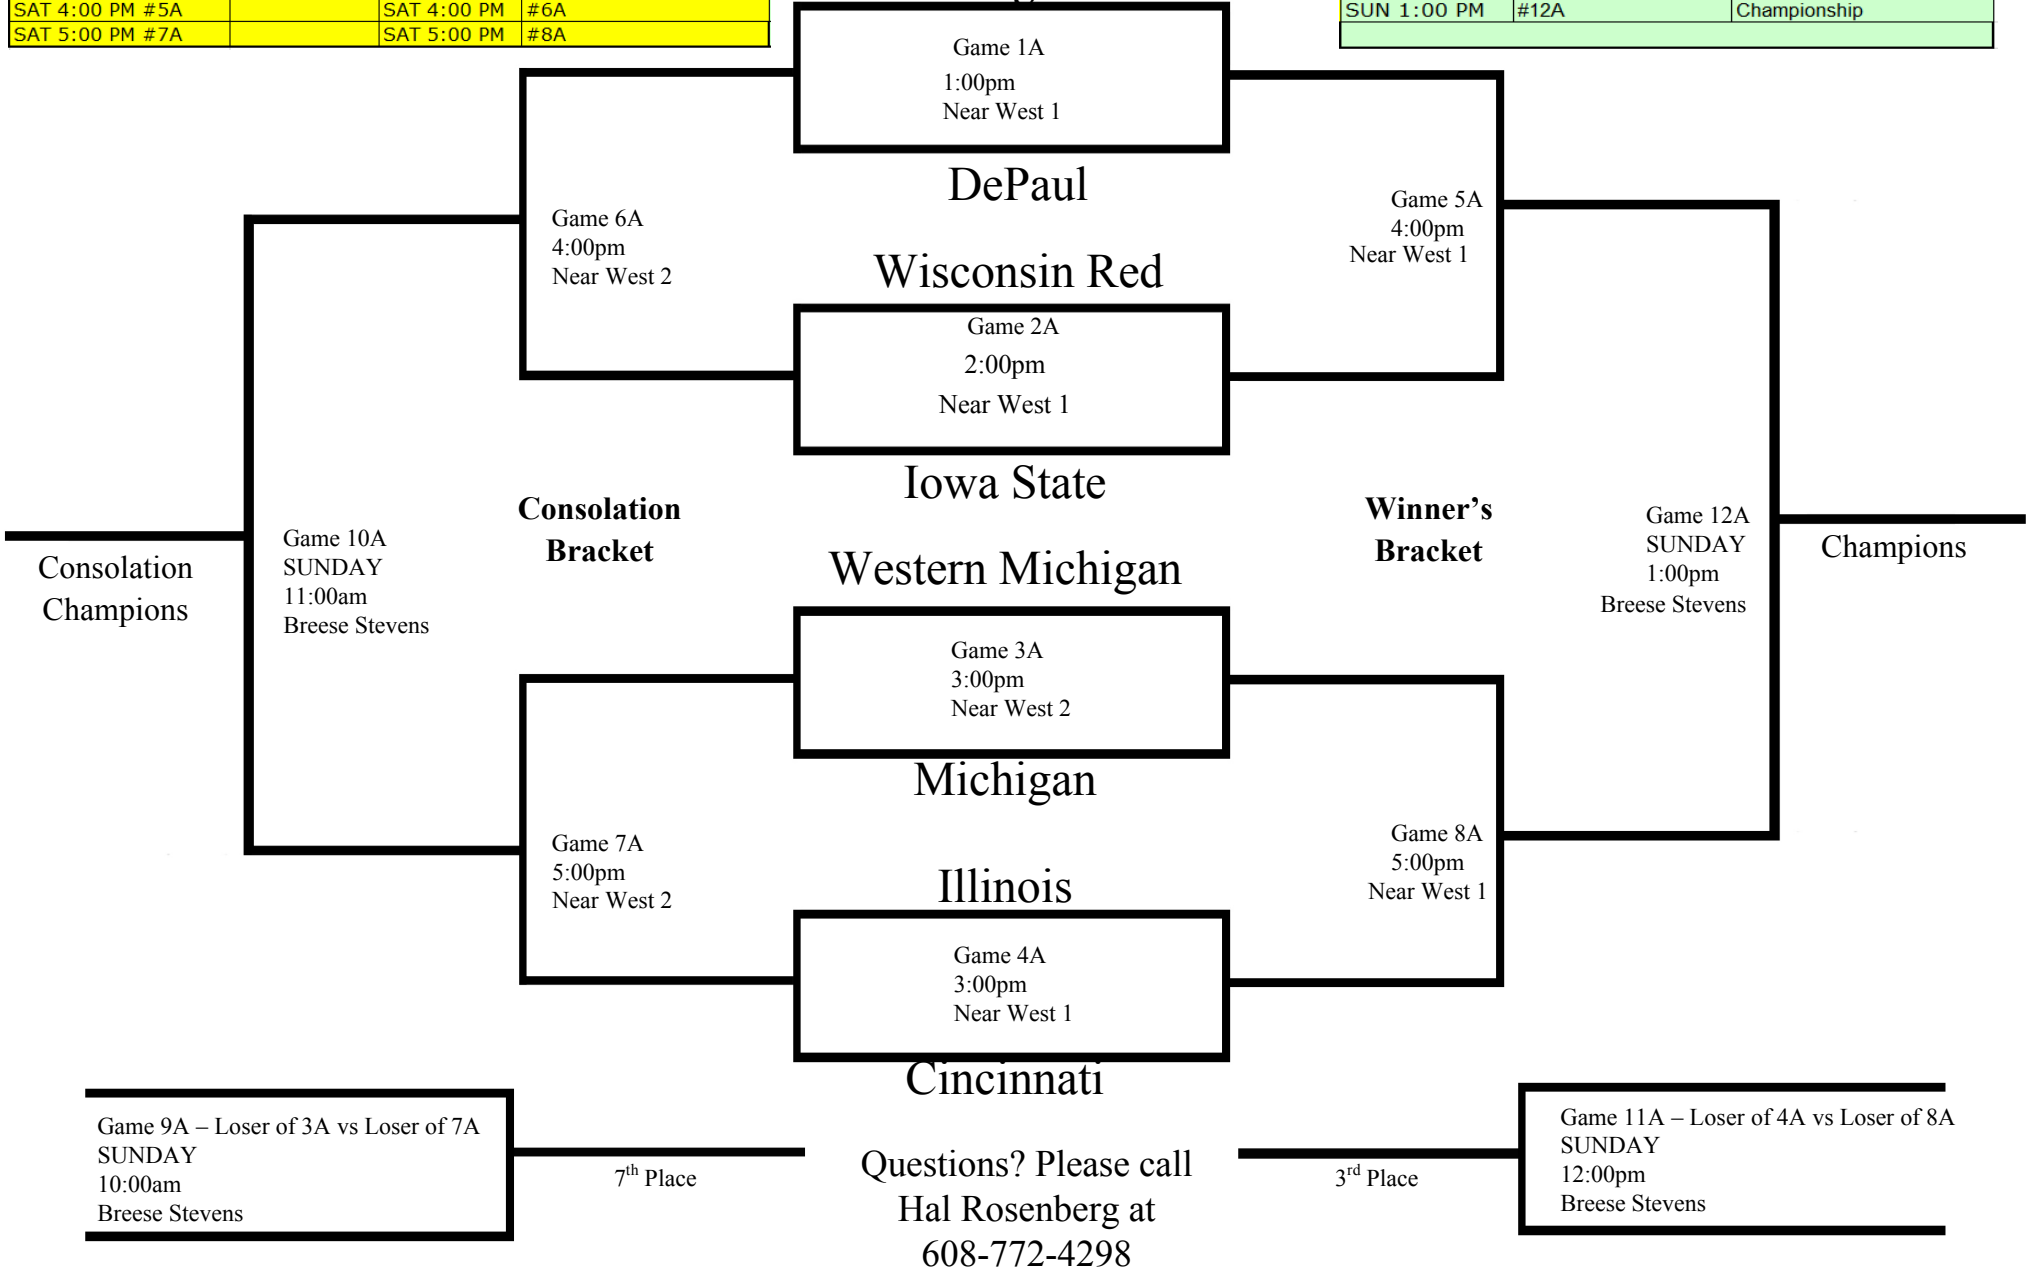 SAT 4:00 PM #5A SAT 4:00 PM #6A
SAT 5:00 PM #7A SAT 5:00 PM #8A
SUN 1:00 PM #12A Championship
Game 1A
1:00pm
Near West 1
DePaul
Game 6A
4:00pm
Near West 2
Game 5A
4:00pm
Near West 1
Wisconsin Red
Game 2A
2:00pm
Near West 1
Iowa State
Consolation
Bracket
Winner's
Bracket
Consolation
Champions
Game 10A
SUNDAY
11:00am
Breese Stevens
Game 12A
SUNDAY
1:00pm
Breese Stevens
Champions
Western Michigan
Game 3A
3:00pm
Near West 2
Michigan
Game 7A
5:00pm
Near West 2
Game 8A
5:00pm
Near West 1
Illinois
Game 4A
3:00pm
Near West 1
Cincinnati
Game 9A – Loser of 3A vs Loser of 7A
SUNDAY
10:00am
Breese Stevens
7th Place
Questions? Please call
Hal Rosenberg at
608-772-4298
3rd Place
Game 11A – Loser of 4A vs Loser of 8A
SUNDAY
12:00pm
Breese Stevens